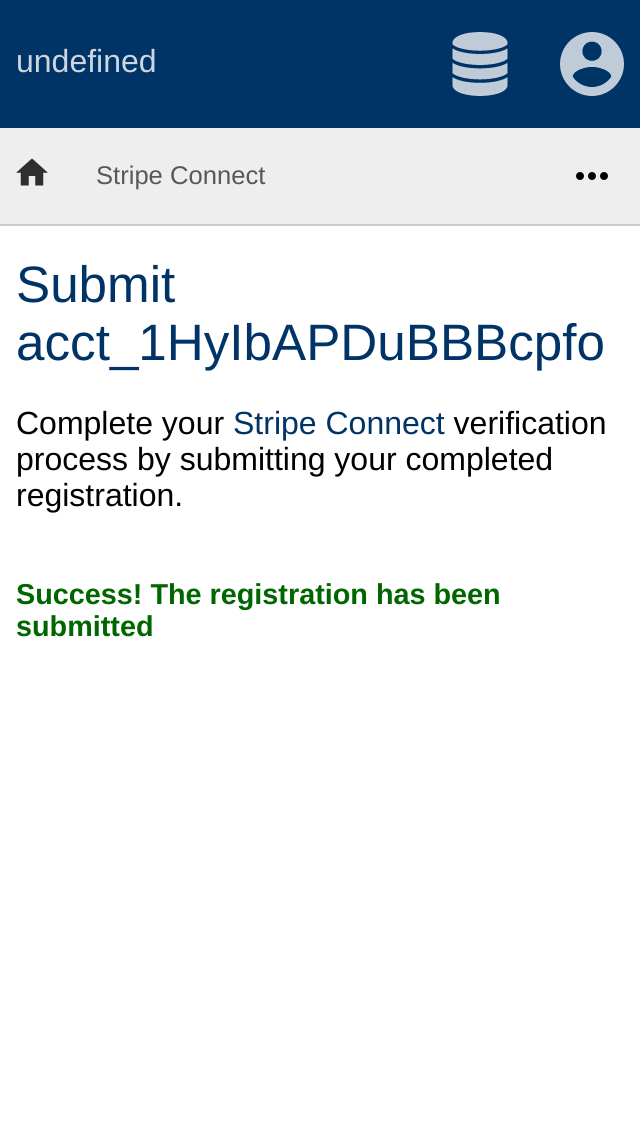 undefined
Stripe Connect
Submit
acct_1HyIbAPDuBBBcpfo
Complete your Stripe Connect verification
process by submitting your completed
registration.
Success! The registration has been
submitted